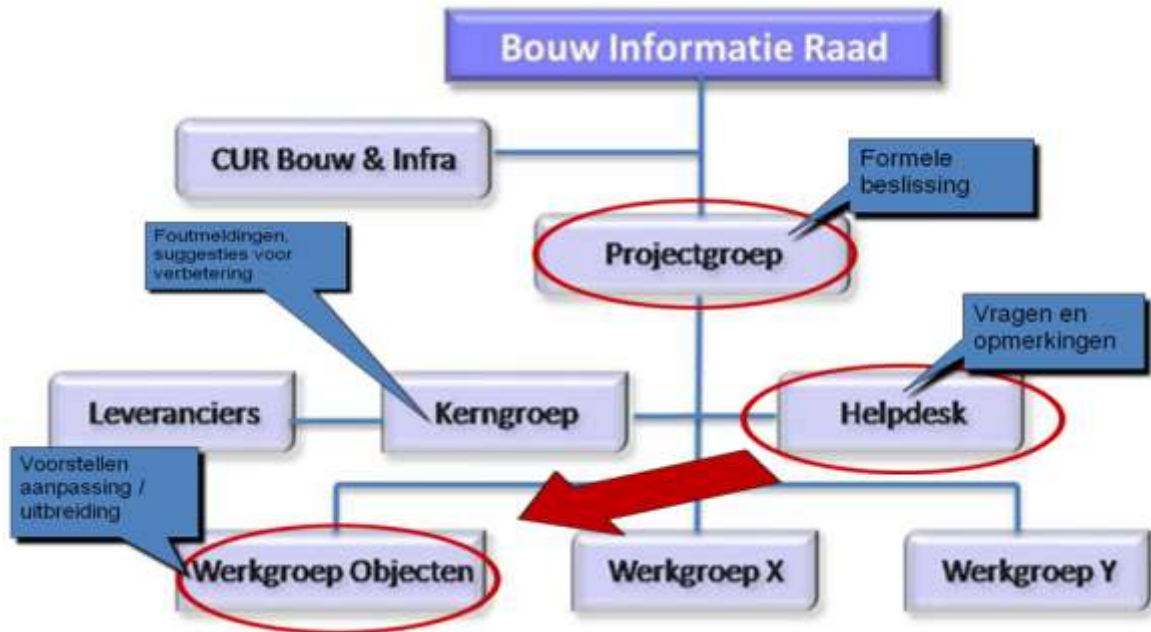 Bouw Informatie Raad
CUR Bouw & Infra
Formele
beslissing
Foutmeldingen,
suggesties voor
verbetering
Projectgroep
Vragen en
opmerkingen
Leveranciers
Kerngroep
Helpdesk
Voorstellen
aanpassing /
uitbreiding
Werkgroep Objecten
Werkgroep X
Werkgroep Y